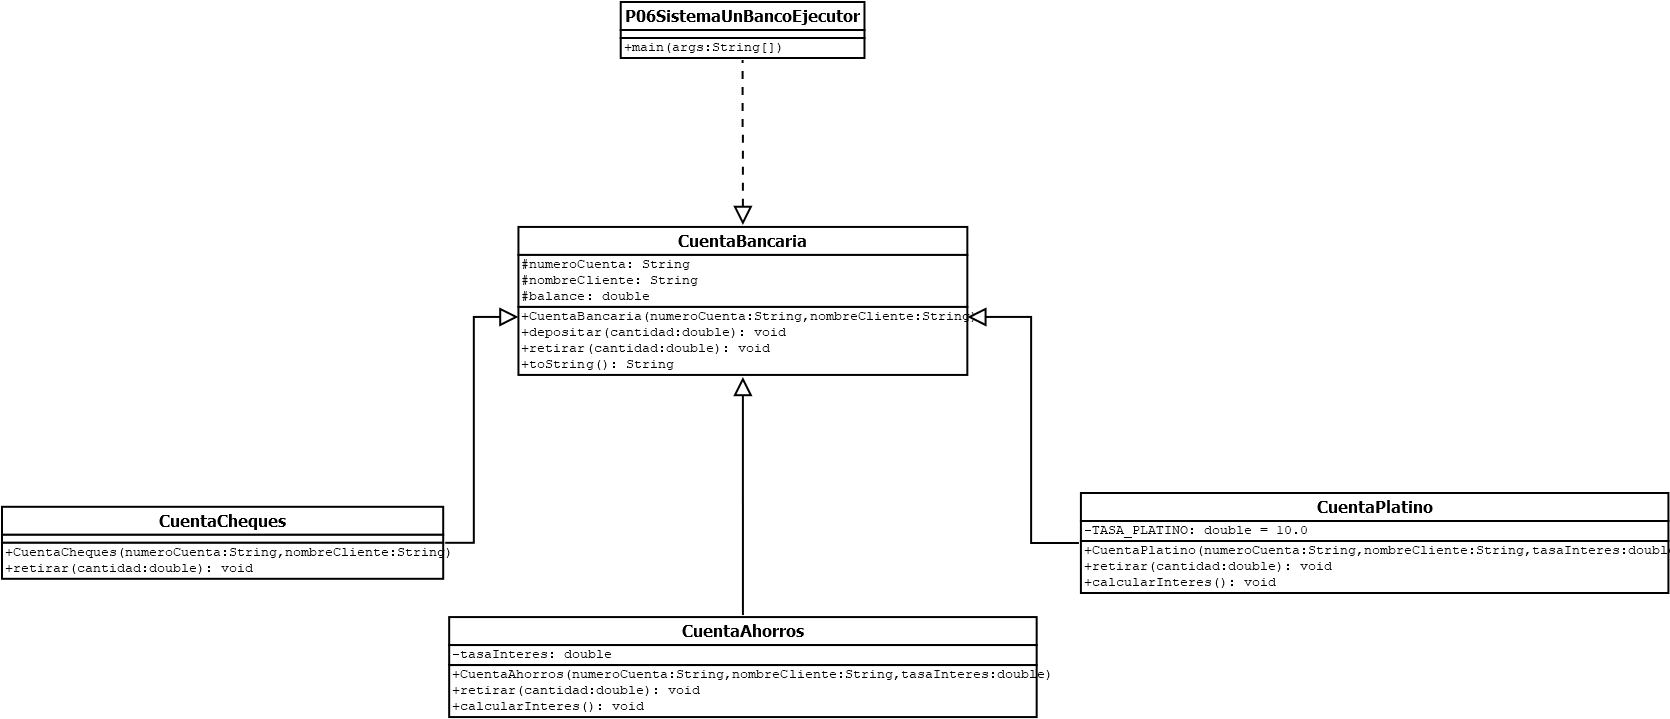 P06SistemaUnBancoEjecutor
+main(args:String[])
CuentaBancaria
#numeroCuenta: String
#nombreCliente: String
#balance: double
+CuentaBancaria(numeroCuenta:String,nombreCliente:String)
+depositar(cantidad:double): void
+retirar(cantidad:double): void
+toString(): String
CuentaCheques
+CuentaCheques(numeroCuenta:String,nombreCliente:String)
+retirar(cantidad:double): void
CuentaPlatino
-TASA_PLATINO: double = 10.0
+CuentaPlatino(numeroCuenta:String,nombreCliente:String,tasaInteres:doubl
+retirar(cantidad:double): void
+calcularInteres(): void
CuentaAhorros
-tasaInteres: double
+CuentaAhorros(numeroCuenta:String,nombreCliente:String,tasaInteres:double)
+retirar(cantidad:double): void
+calcularInteres(): void